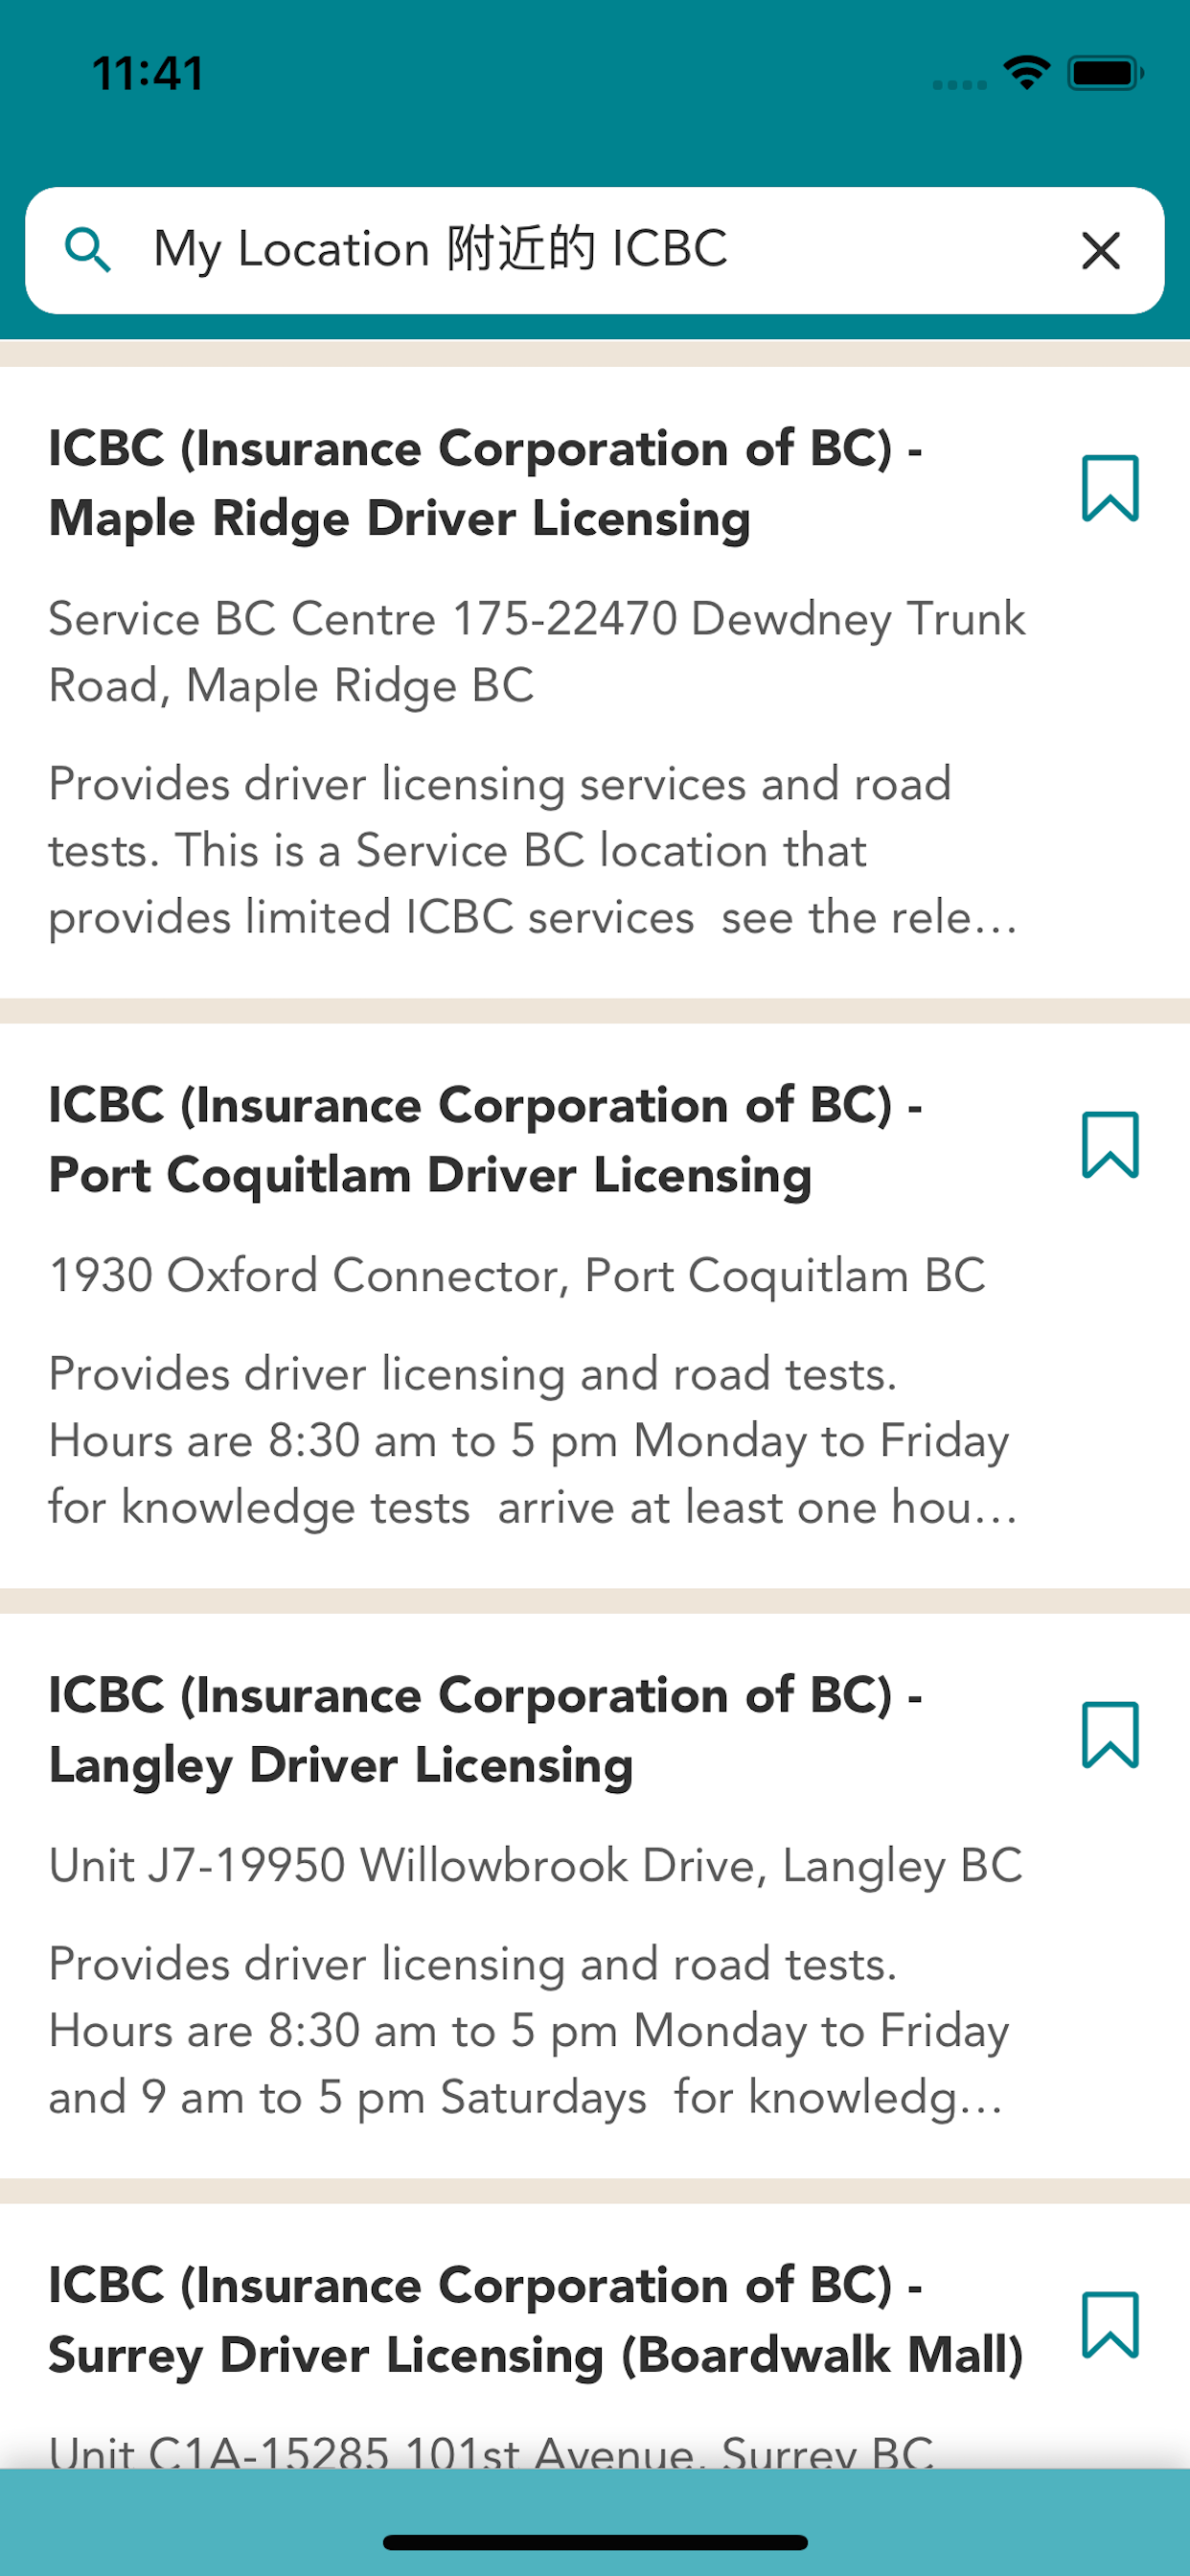 11:41
My Location 附近的 ICBC
ICBC (Insurance Corporation of BC) -
Maple Ridge Driver Licensing
Service BC Centre 175-22470 Dewdney Trunk
Road, Maple Ridge BC
Provides driver licensing services and road
tests. This is a Service BC location that
provides limited ICBC services  see the rele...
ICBC (Insurance Corporation of BC) -
Port Coquitlam Driver Licensing
1930 Oxford Connector, Port Coquitlam BC
Provides driver licensing and road tests.
Hours are 8:30 am to 5 pm Monday to Friday
for knowledge tests  arrive at least one hou...
ICBC (Insurance Corporation of BC) -
Langley Driver Licensing
Unit J7-19950 Willowbrook Drive, Langley BC
Provides driver licensing and road tests.
Hours are 8:30 am to 5 pm Monday to Friday
and 9 am to 5 pm Saturdays  for knowledg...
ICBC (Insurance Corporation of BC) -
Surrey Driver Licensing (Boardwalk Mall)
Unit C1A-15285 101st Avenue, Surrey BC